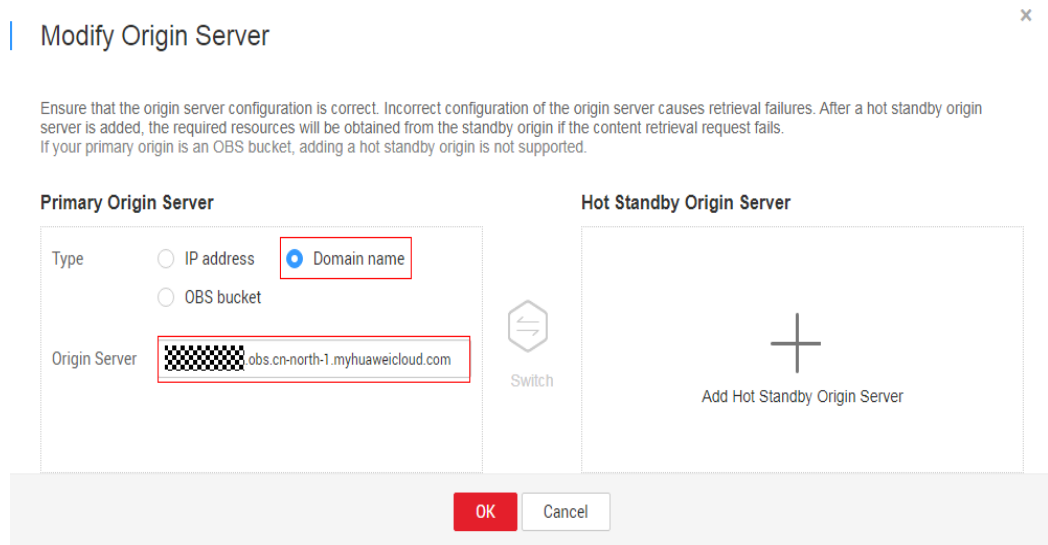 ×
Modify Origin Server
Ensure that the origin server configuration is correct. Incorrect configuration of the origin server causes retrieval failures. After a hot standby origin
server is added, the required resources will be obtained from the standby origin if the content retrieval request fails.
If your primary origin is an OBS bucket, adding a hot standby origin is not supported.
Primary Origin Server
Type
IP address
Domain name
OBS bucket
Origin Server
.obs.cn-north-1.myhuaweicloud.com
Switch
Hot Standby Origin Server
Add Hot Standby Origin Server
OK
Cancel